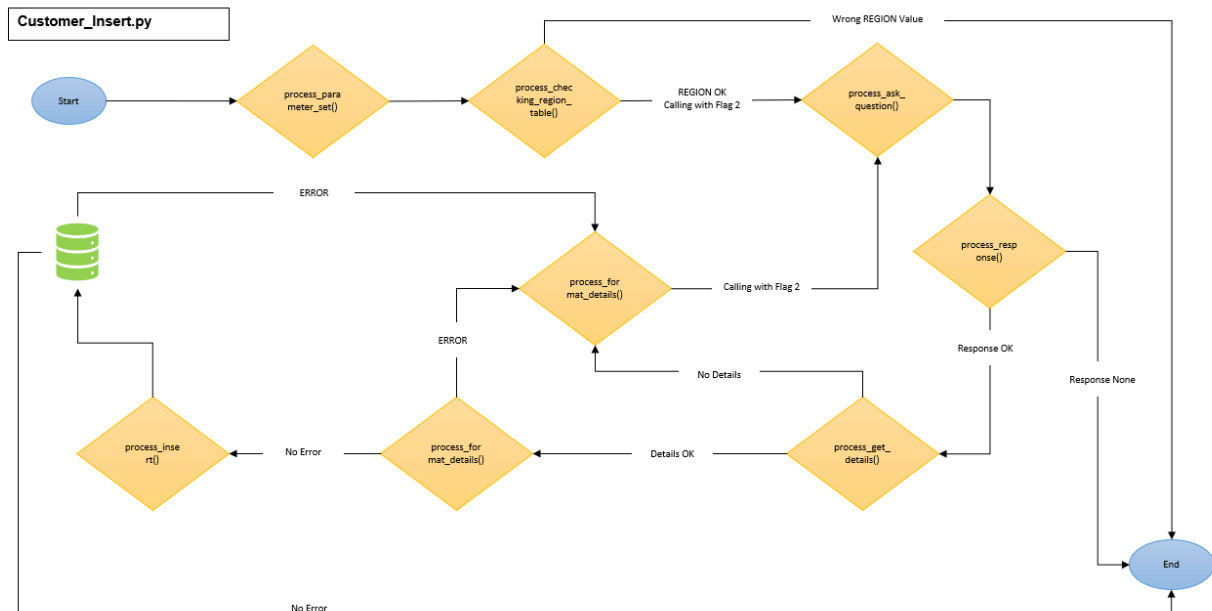 Customer_Insert.py
Wrong REGION Value
Start
process_para
meter_set()
process_chec
king_region_
table()
REGION OK
Calling with Flag 2
process_ask_
question()
ERROR
process_resp
onse()
process_for
mat_details()
Calling with Flag 2
ERROR
Response OK
No Details
Response None
process_inse
rt()
No Error
process_for
mat_details()
Details OK
process_get_
details()
End
No Error